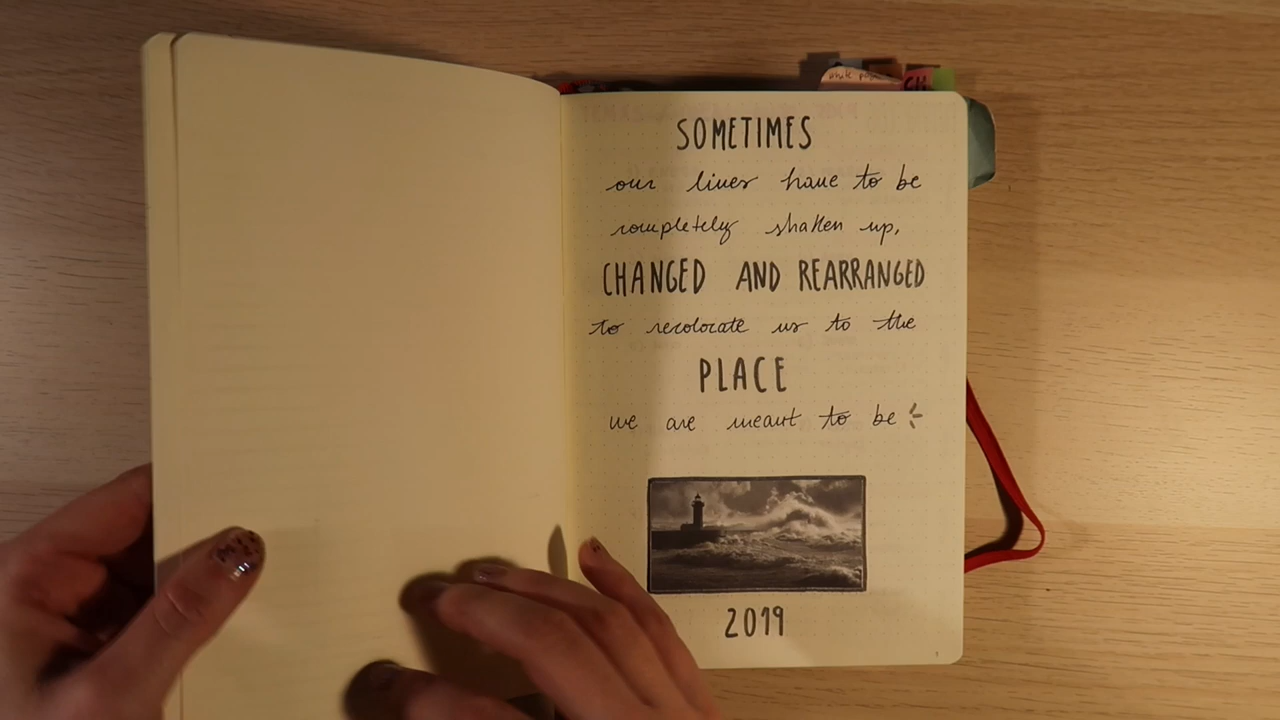 SOMETIMES
our lives have to be
completely shaken up,
CHANGED AND REARRANGED
to recolocate us to the
PLACE
we are meant to be
2019